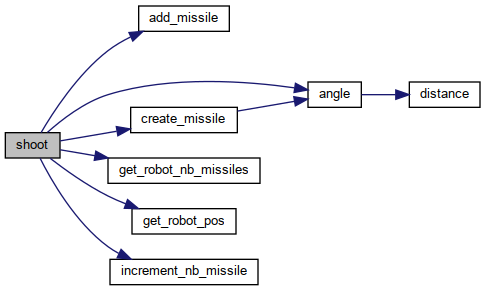 add_missile
angle
distance
create_missile
shoot
get_robot_nb_missiles
get_robot_pos
increment_nb_missile